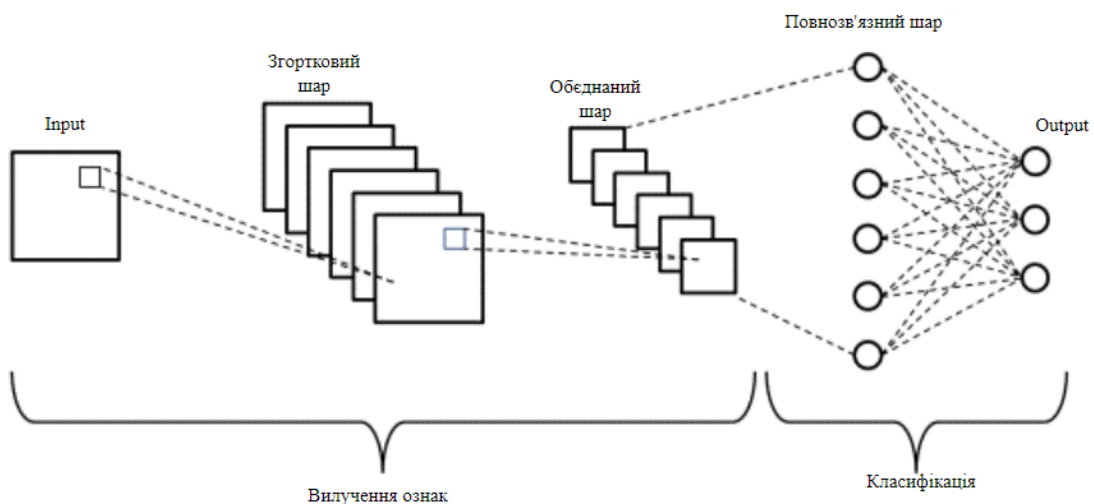 Повнозв'язний шар
Згортковий
шар
Обєднаний
шар
Input
Output
Вилучення ознак
Класифікація